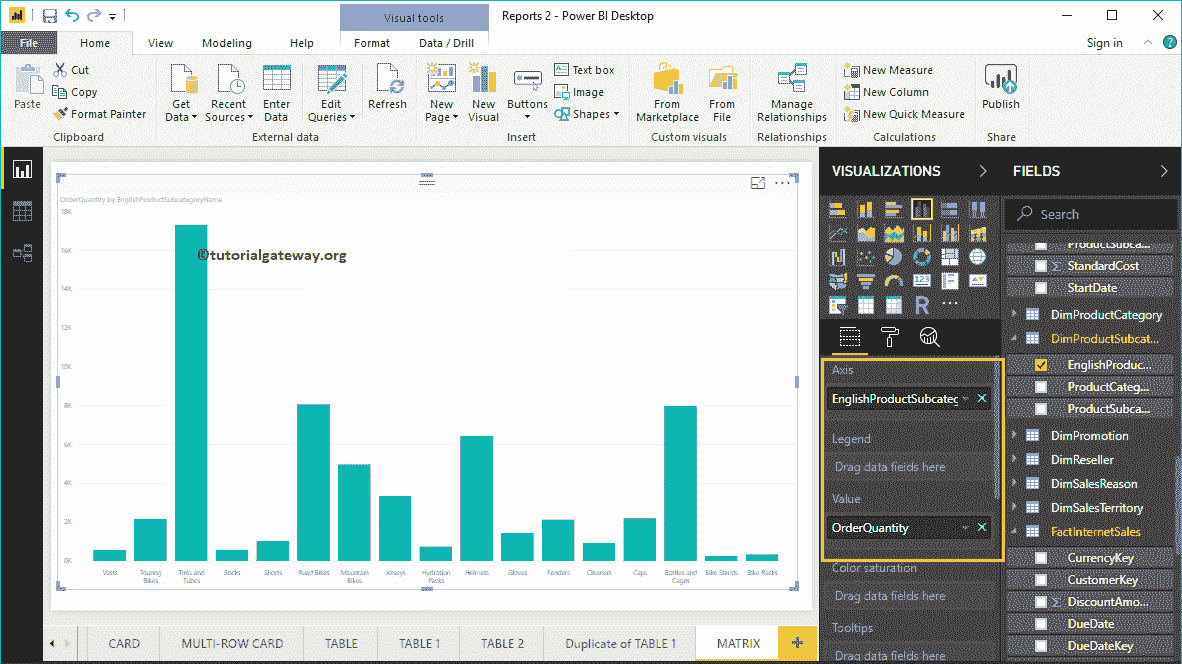 Visual tools
Reports 2 - Power BI Desktop
File
Home
View
Modeling
Help
Format
Data / Drill
Sign in
Paste
Cut
Copy
Format Painter
Get Data
Recent Sources
Enter Data
Edit Queries
Refresh
New Page
New Visual
Buttons
Text box
Image
Shapes
From Marketplace
From File
Manage Relationships
New Measure
New Column
New Quick Measure
Publish
Clipboard
External data
Insert
Custom visuals
Relationships
Calculations
Share
OrderQuantity by EnglishProductSubcategoryName
©tutorialgateway.org
18K
16K
14K
12K
10K
8K
6K
4K
2K
0K
Vests
Touring Bikes
Tires and Tubes
Socks
Shorts
Road Bikes
Mountain Bikes
Jerseys
Hydration Packs
Helmets
Gloves
Fenders
Cleaners
Caps
Bottles and Cages
Bike Stands
Bike Racks
VISUALIZATIONS
123
R
Axis
EnglishProductSubcateg
Legend
Drag data fields here
Value
OrderQuantity
Color saturation
Drag data fields here
Tooltips
Drag data fields here
FIELDS
Search
ProductSubca...
StandardCost
StartDate
DimProductCategory
DimProductSubcat...
EnglishProduc...
ProductCateg...
ProductSubca...
DimPromotion
DimReseller
DimSalesReason
DimSalesTerritory
FactInternetSales
CurrencyKey
CustomerKey
DiscountAmo...
DueDate
DueDateKey
CARD
MULTI-ROW CARD
TABLE
TABLE 1
TABLE 2
Duplicate of TABLE 1
MATRIX